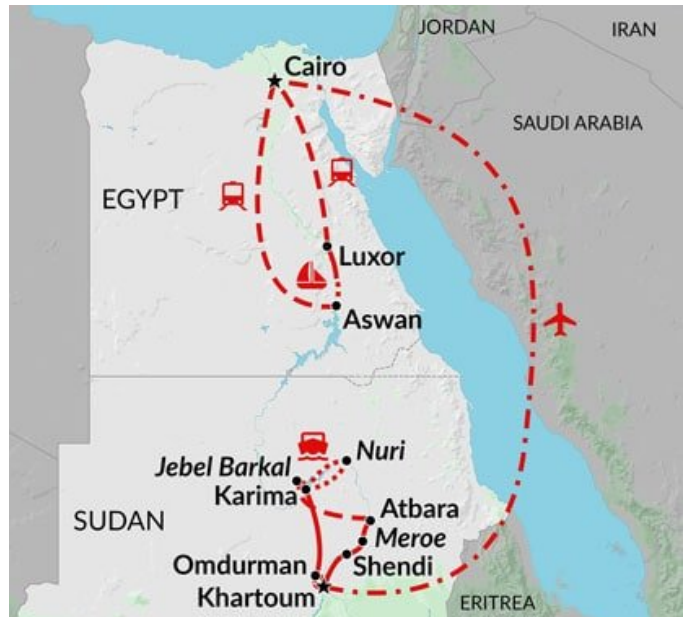 JORDAN
IRAN
Cairo
SAUDI ARABIA
EGYPT
Luxor
Aswan
Nuri
Jebel Barkal
Karima
Atbara
SUDAN
Meroe
Shendi
Omdurman
Khartoum
ERITREA